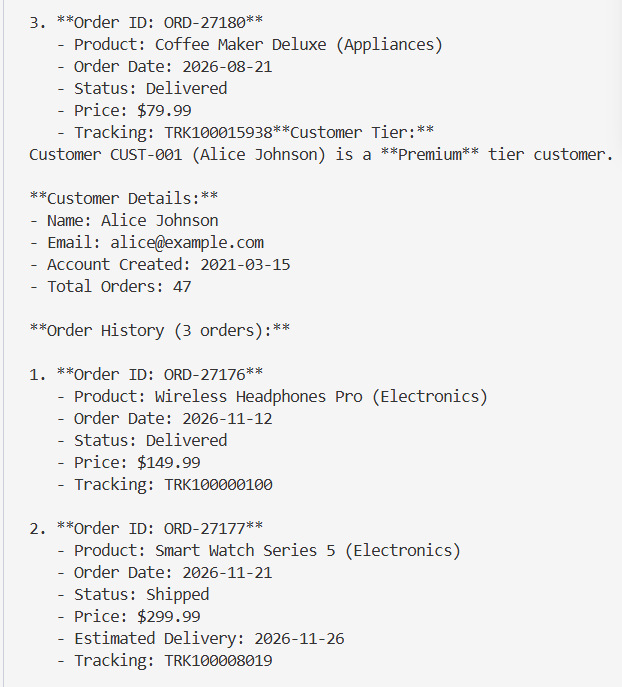 3. **Order ID: ORD-27180**
- Product: Coffee Maker Deluxe (Appliances)
- Order Date: 2026-08-21
- Status: Delivered
- Price: $79.99
- Tracking: TRK100015938**Customer Tier:**
Customer CUST-001 (Alice Johnson) is a **Premium** tier customer.
**Customer Details:**
- Name: Alice Johnson
- Email: alice@example.com
- Account Created: 2021-03-15
- Total Orders: 47
**Order History (3 orders):**
1. **Order ID: ORD-27176**
- Product: Wireless Headphones Pro (Electronics)
- Order Date: 2026-11-12
- Status: Delivered
- Price: $149.99
- Tracking: TRK100000100
2. **Order ID: ORD-27177**
- Product: Smart Watch Series 5 (Electronics)
- Order Date: 2026-11-21
- Status: Shipped
- Price: $299.99
- Estimated Delivery: 2026-11-26
- Tracking: TRK100008019